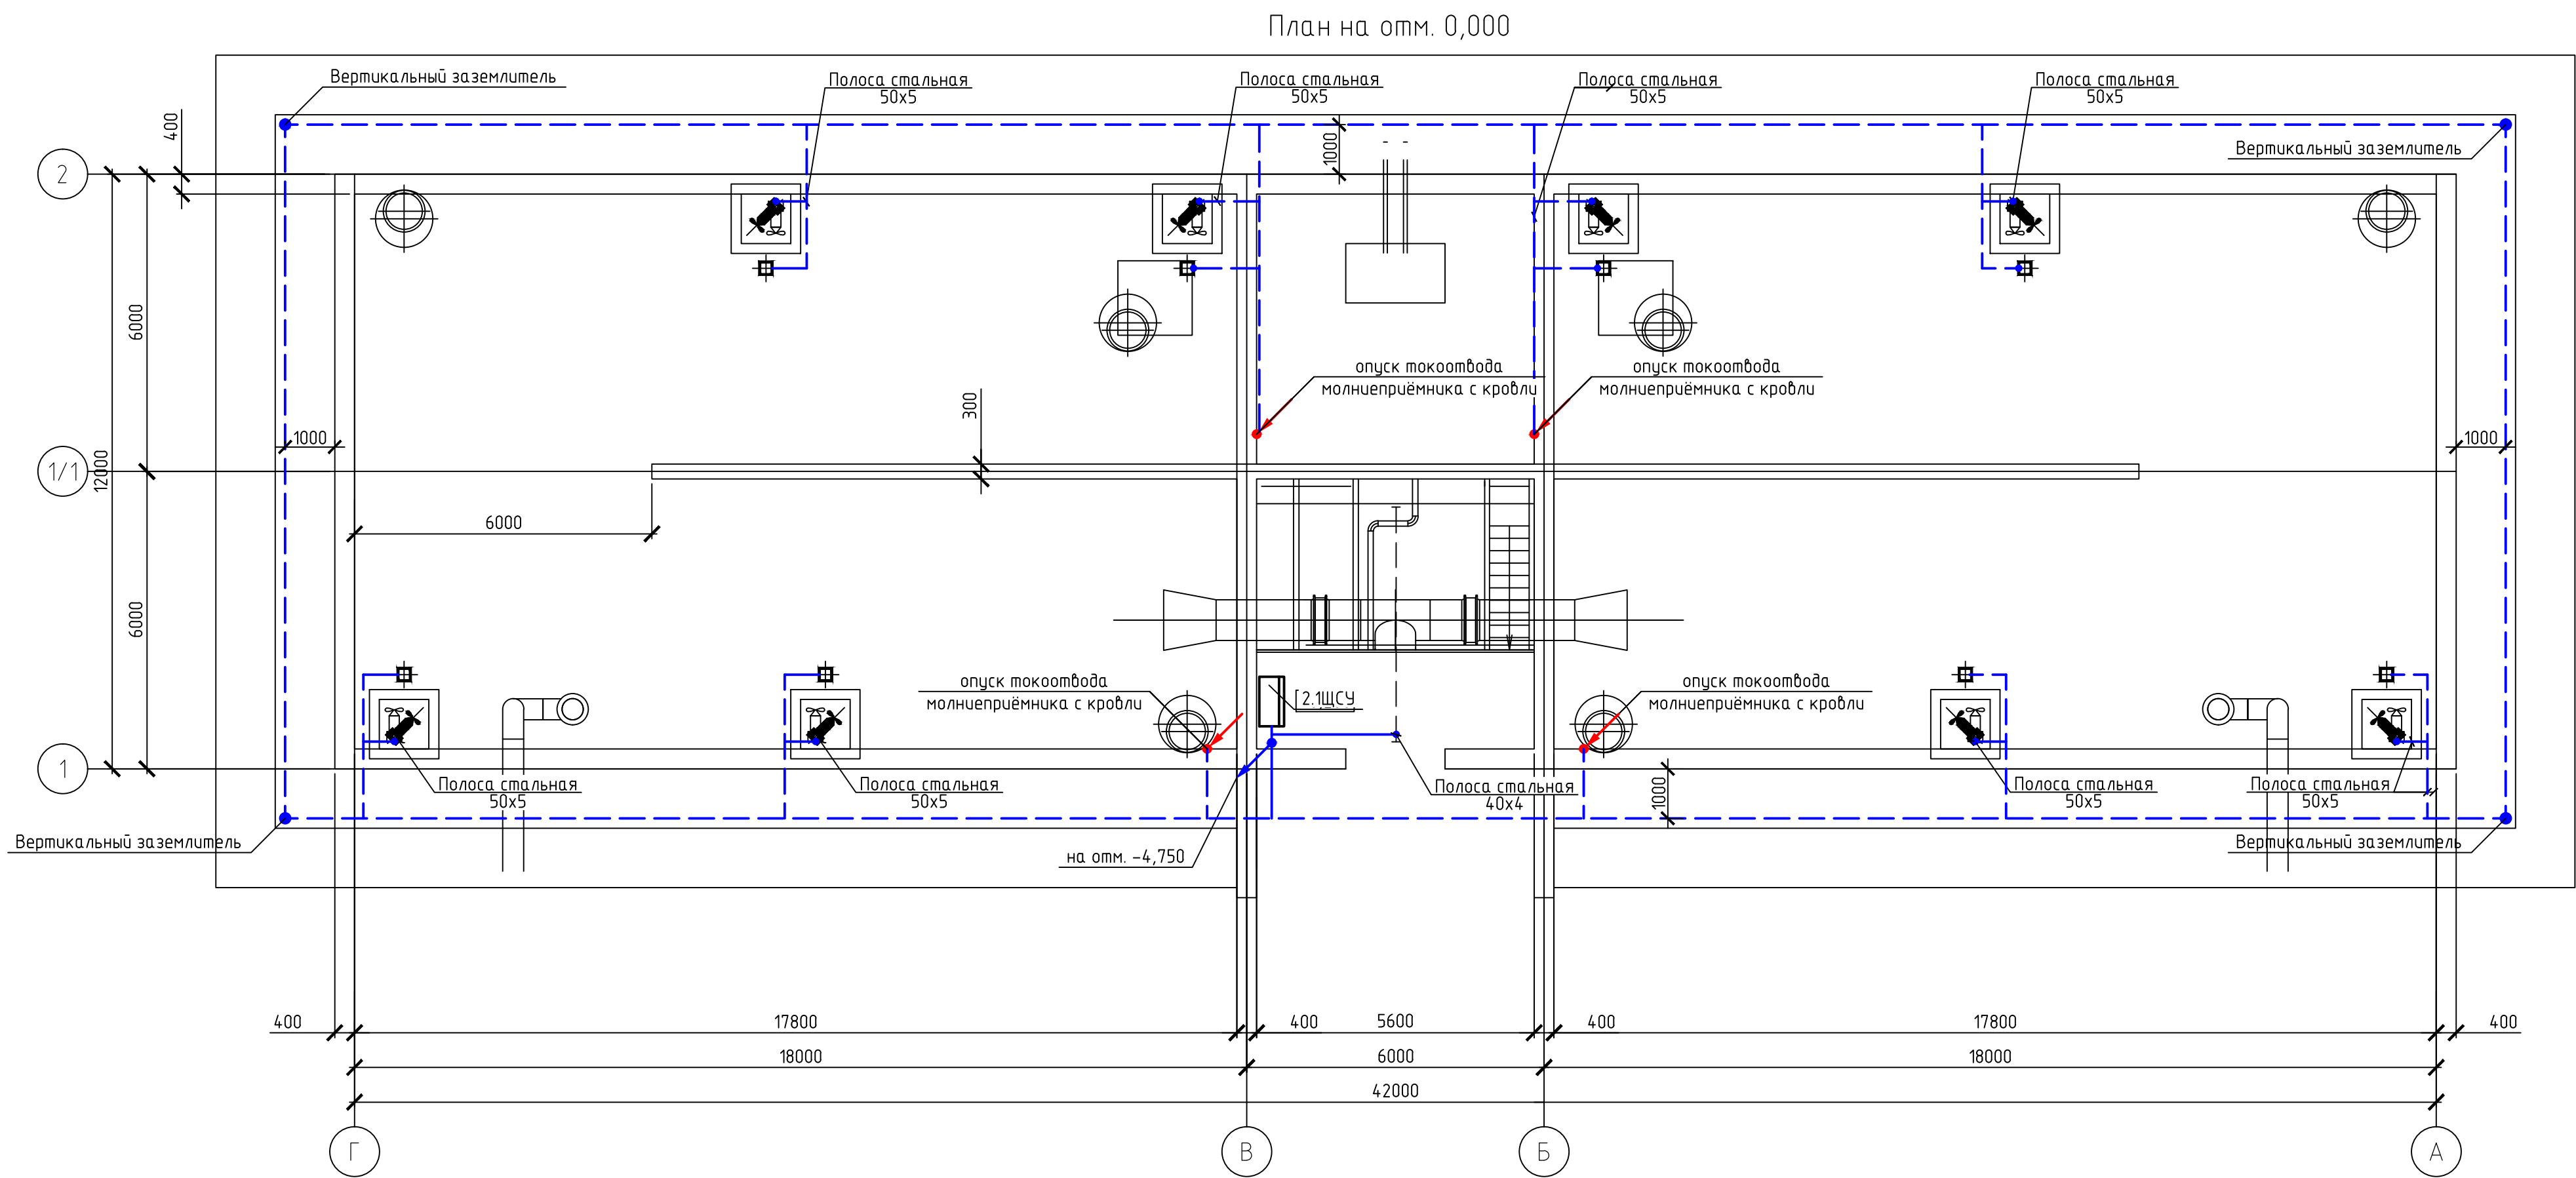 План на отм. 0,000
Вертикальный заземлитель
Полоса стальная
50х5
Полоса стальная
50х5
Полоса стальная
50х5
Полоса стальная
50х5
400
1000
Вертикальный заземлитель
2
6000
опуск токоотвода
молниеприёмника с кровли
опуск токоотвода
молниеприёмника с кровли
300
1000
1000
1/1
12000
6000
6000
опуск токоотвода
молниеприёмника с кровли
2.1ЩСУ
опуск токоотвода
молниеприёмника с кровли
1
Полоса стальная
50х5
Полоса стальная
50х5
Полоса стальная
40х4
1000
Полоса стальная
50х5
Полоса стальная
50х5
Вертикальный заземлитель
Вертикальный заземлитель
на отм. -4,750
400
17800
400
5600
400
17800
400
18000
6000
18000
42000
Г
В
Б
А